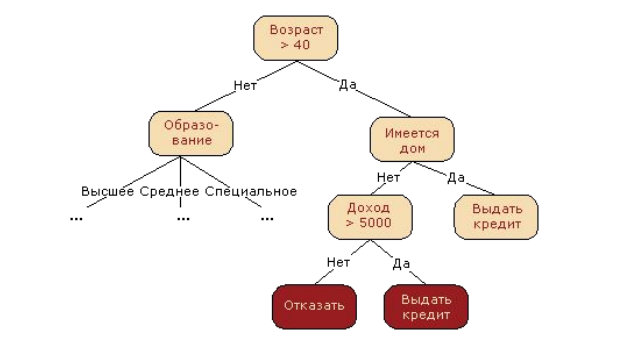 Возраст
> 40
Нет
Да
Образо-
вание
Имеется
дом
Высшее Среднее Специальное
Нет
Да
... ... ...
Доход
> 5000
Выдать
кредит
Нет
Да
Отказать
Выдать
кредит